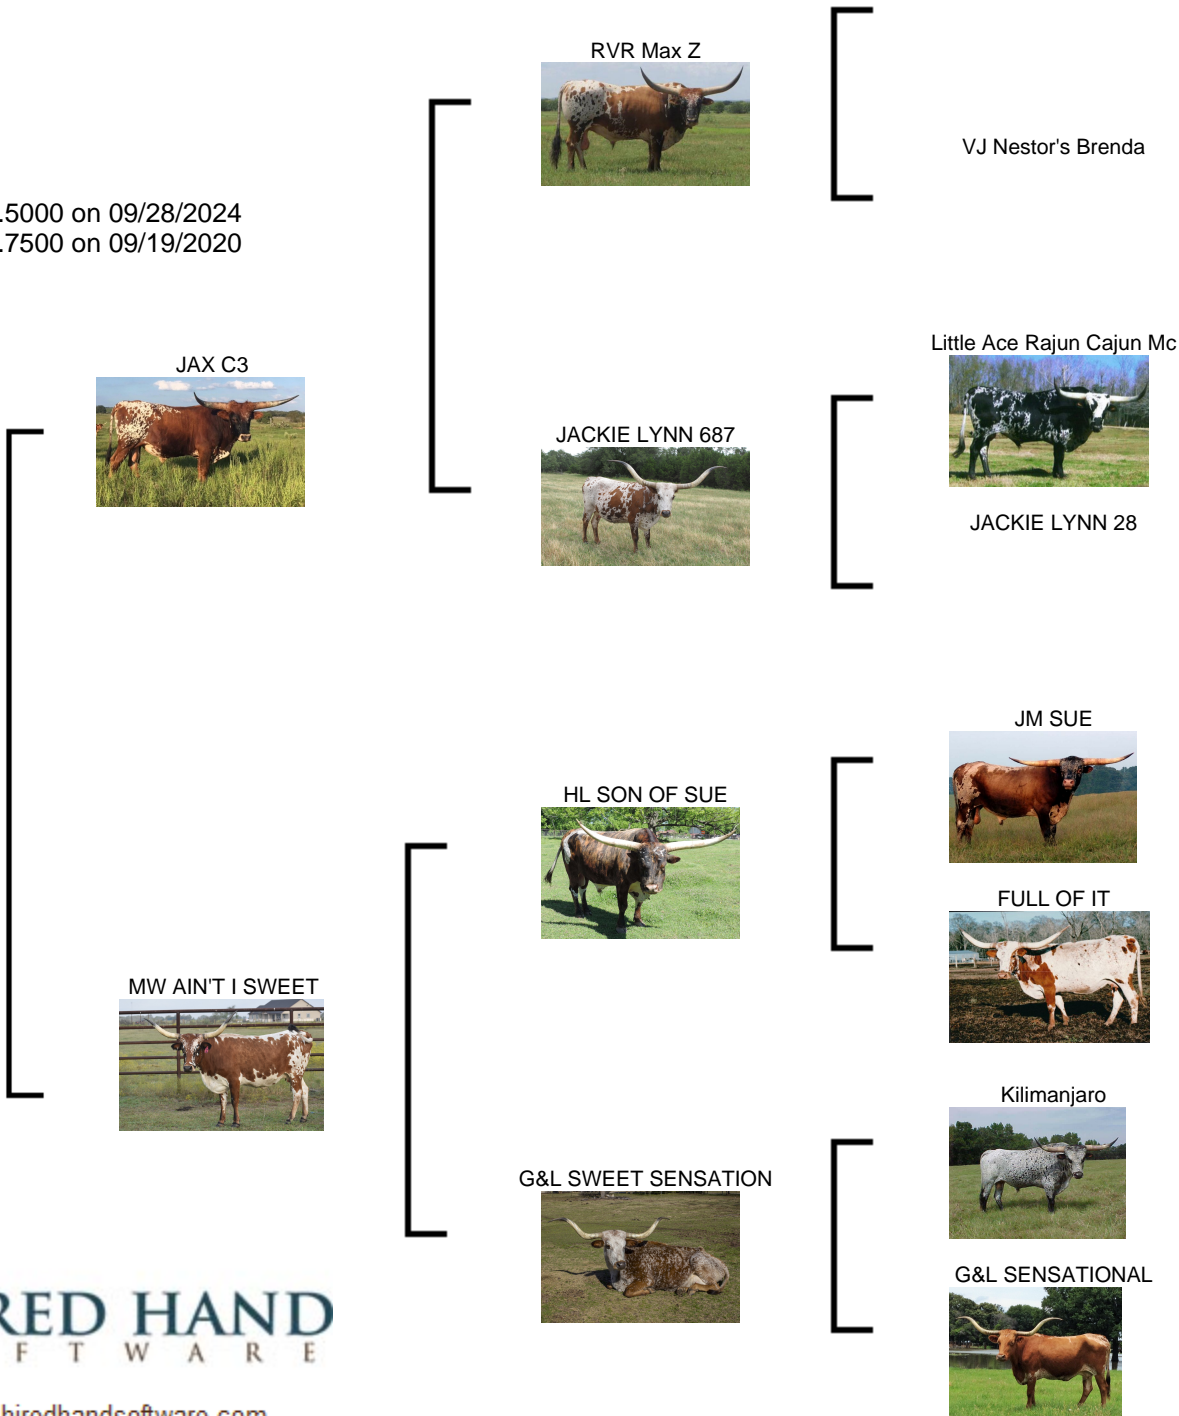 RVR Max Z
VJ Nestor's Brenda
.5000 on 09/28/2024
.7500 on 09/19/2020
Little Ace Rajun Cajun Mc
JAX C3
JACKIE LYNN 687
JACKIE LYNN 28
JM SUE
HL SON OF SUE
FULL OF IT
MW AIN'T I SWEET
Kilimanjaro
G&L SWEET SENSATION
G&L SENSATIONAL
RED HAND
F T W A R E
hiredhandsoftware.com